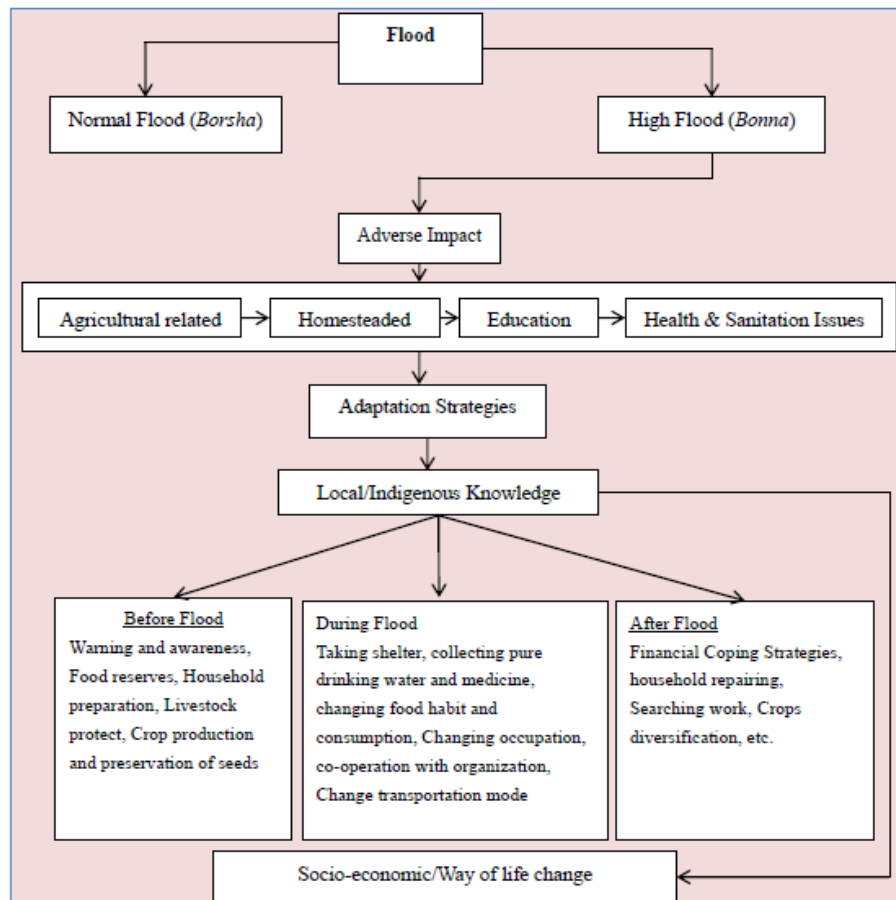 Flood
Normal Flood (Borsha)
High Flood (Bonna)
Adverse Impact
Agricultural related
Homesteaded
Education
Health & Sanitation Issues
Adaptation Strategies
Local/Indigenous Knowledge
Before Flood
Warning and awareness,
Food reserves, Household
preparation, Livestock
protect, Crop production
and preservation of seeds
During Flood
Taking shelter, collecting pure
drinking water and medicine,
changing food habit and
consumption, Changing occupation,
co-operation with organization,
Change transportation mode
After Flood
Financial Coping Strategies,
household repairing,
Searching work, Crops
diversification, etc.
Socio-economic/Way of life change